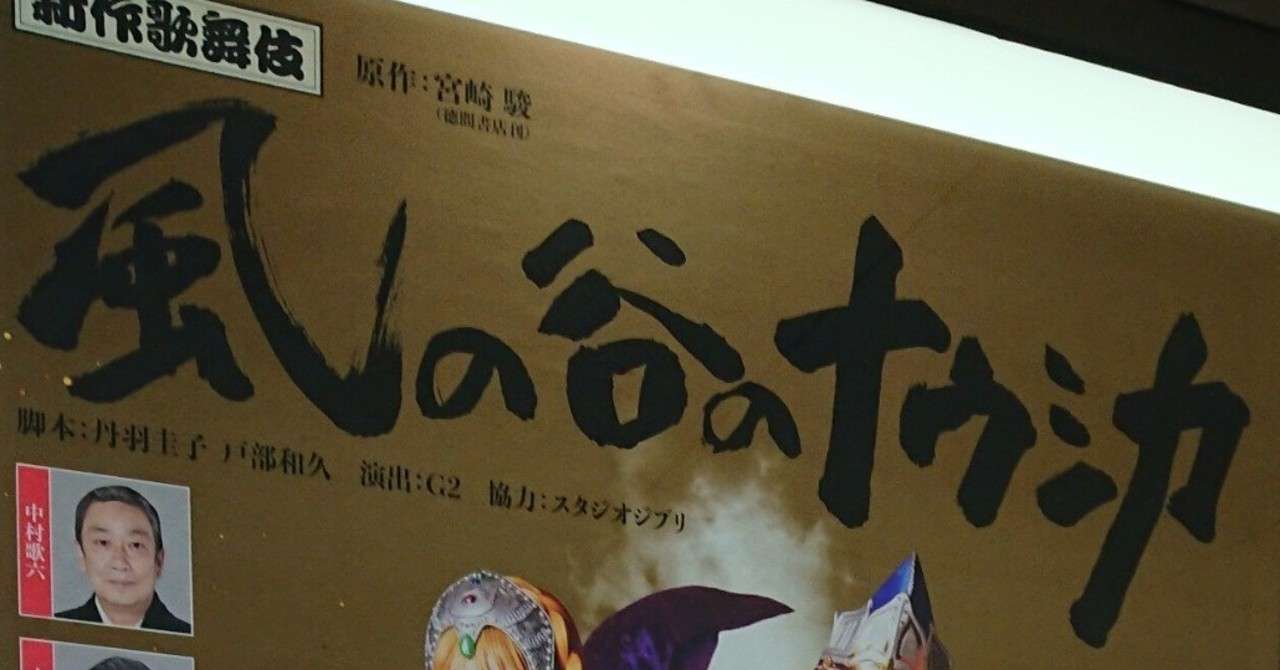 新作歌舞伎
原作：宮崎 駿
（徳間書店刊）
風の谷のナウシカ
脚本：丹羽圭子 戸部和久　演出：G2　協力：スタジオジブリ
中村歌六